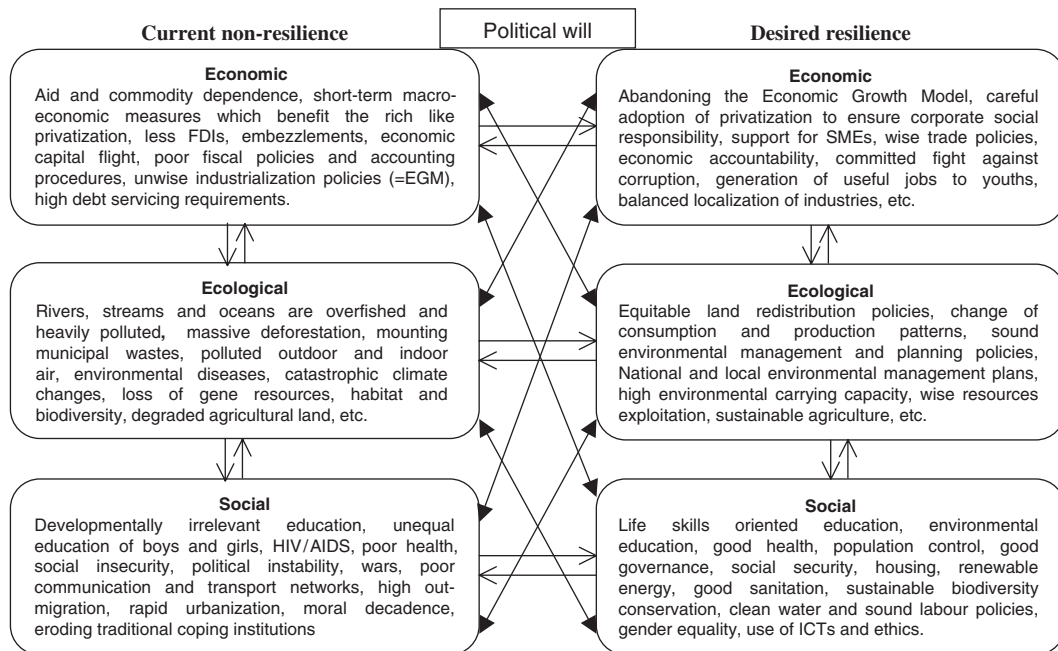 Current non-resilience
Political will
Desired resilience
Economic
Aid and commodity dependence, short-term macro-
economic measures which benefit the rich like
privatization, less FDIs, embezzlements, economic
capital flight, poor fiscal policies and accounting
procedures, unwise industrialization policies (=EGM),
high debt servicing requirements.
Economic
Abandoning the Economic Growth Model, careful
adoption of privatization to ensure corporate social
responsibility, support for SMEs, wise trade policies,
economic accountability, committed fight against
corruption, generation of useful jobs to youths,
balanced localization of industries, etc.
Ecological
Rivers, streams and oceans are overfished and
heavily polluted, massive deforestation, mounting
municipal wastes, polluted outdoor and indoor
air, environmental diseases, catastrophic climate
changes, loss of gene resources, habitat and
biodiversity, degraded agricultural land, etc.
Ecological
Equitable land redistribution policies, change of
consumption and production patterns, sound
environmental management and planning policies,
National and local environmental management plans,
high environmental carrying capacity, wise resources
exploitation, sustainable agriculture, etc.
Social
Developmentally irrelevant education, unequal
education of boys and girls, HIV/AIDS, poor health,
social insecurity, political instability, wars, poor
communication and transport networks, high out-
migration, rapid urbanization, moral decadence,
eroding traditional coping institutions
Social
Life skills oriented education, environmental
education, good health, population control, good
governance, social security, housing, renewable
energy, good sanitation, sustainable biodiversity
conservation, clean water and sound labour policies,
gender equality, use of ICTs and ethics.